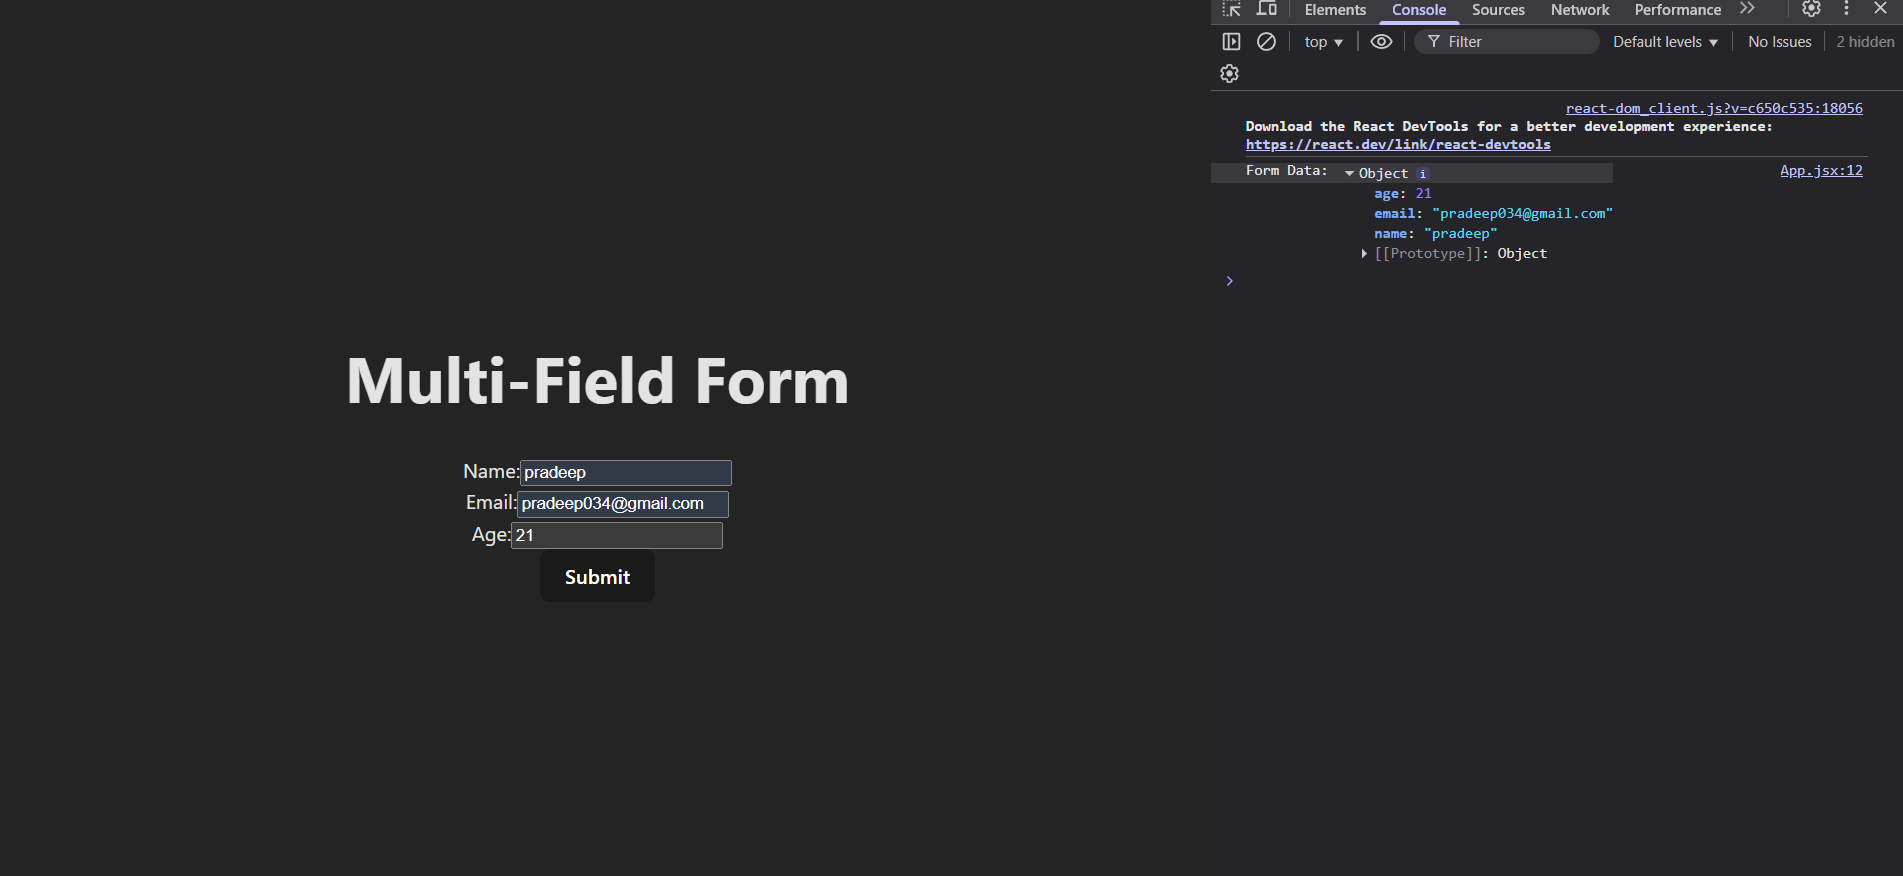 Elements Console Sources Network Performance
top Filter Default levels No Issues 2 hidden
react-dom_client.js?v=c650c535:18056
Download the React DevTools for a better development experience:
https://react.dev/link/react-devtools
Form Data: Object i App.jsx:12
age: 21
email: "pradeep034@gmail.com"
name: "pradeep"
[[Prototype]]: Object
Multi-Field Form
Name: pradeep
Email: pradeep034@gmail.com
Age: 21
Submit